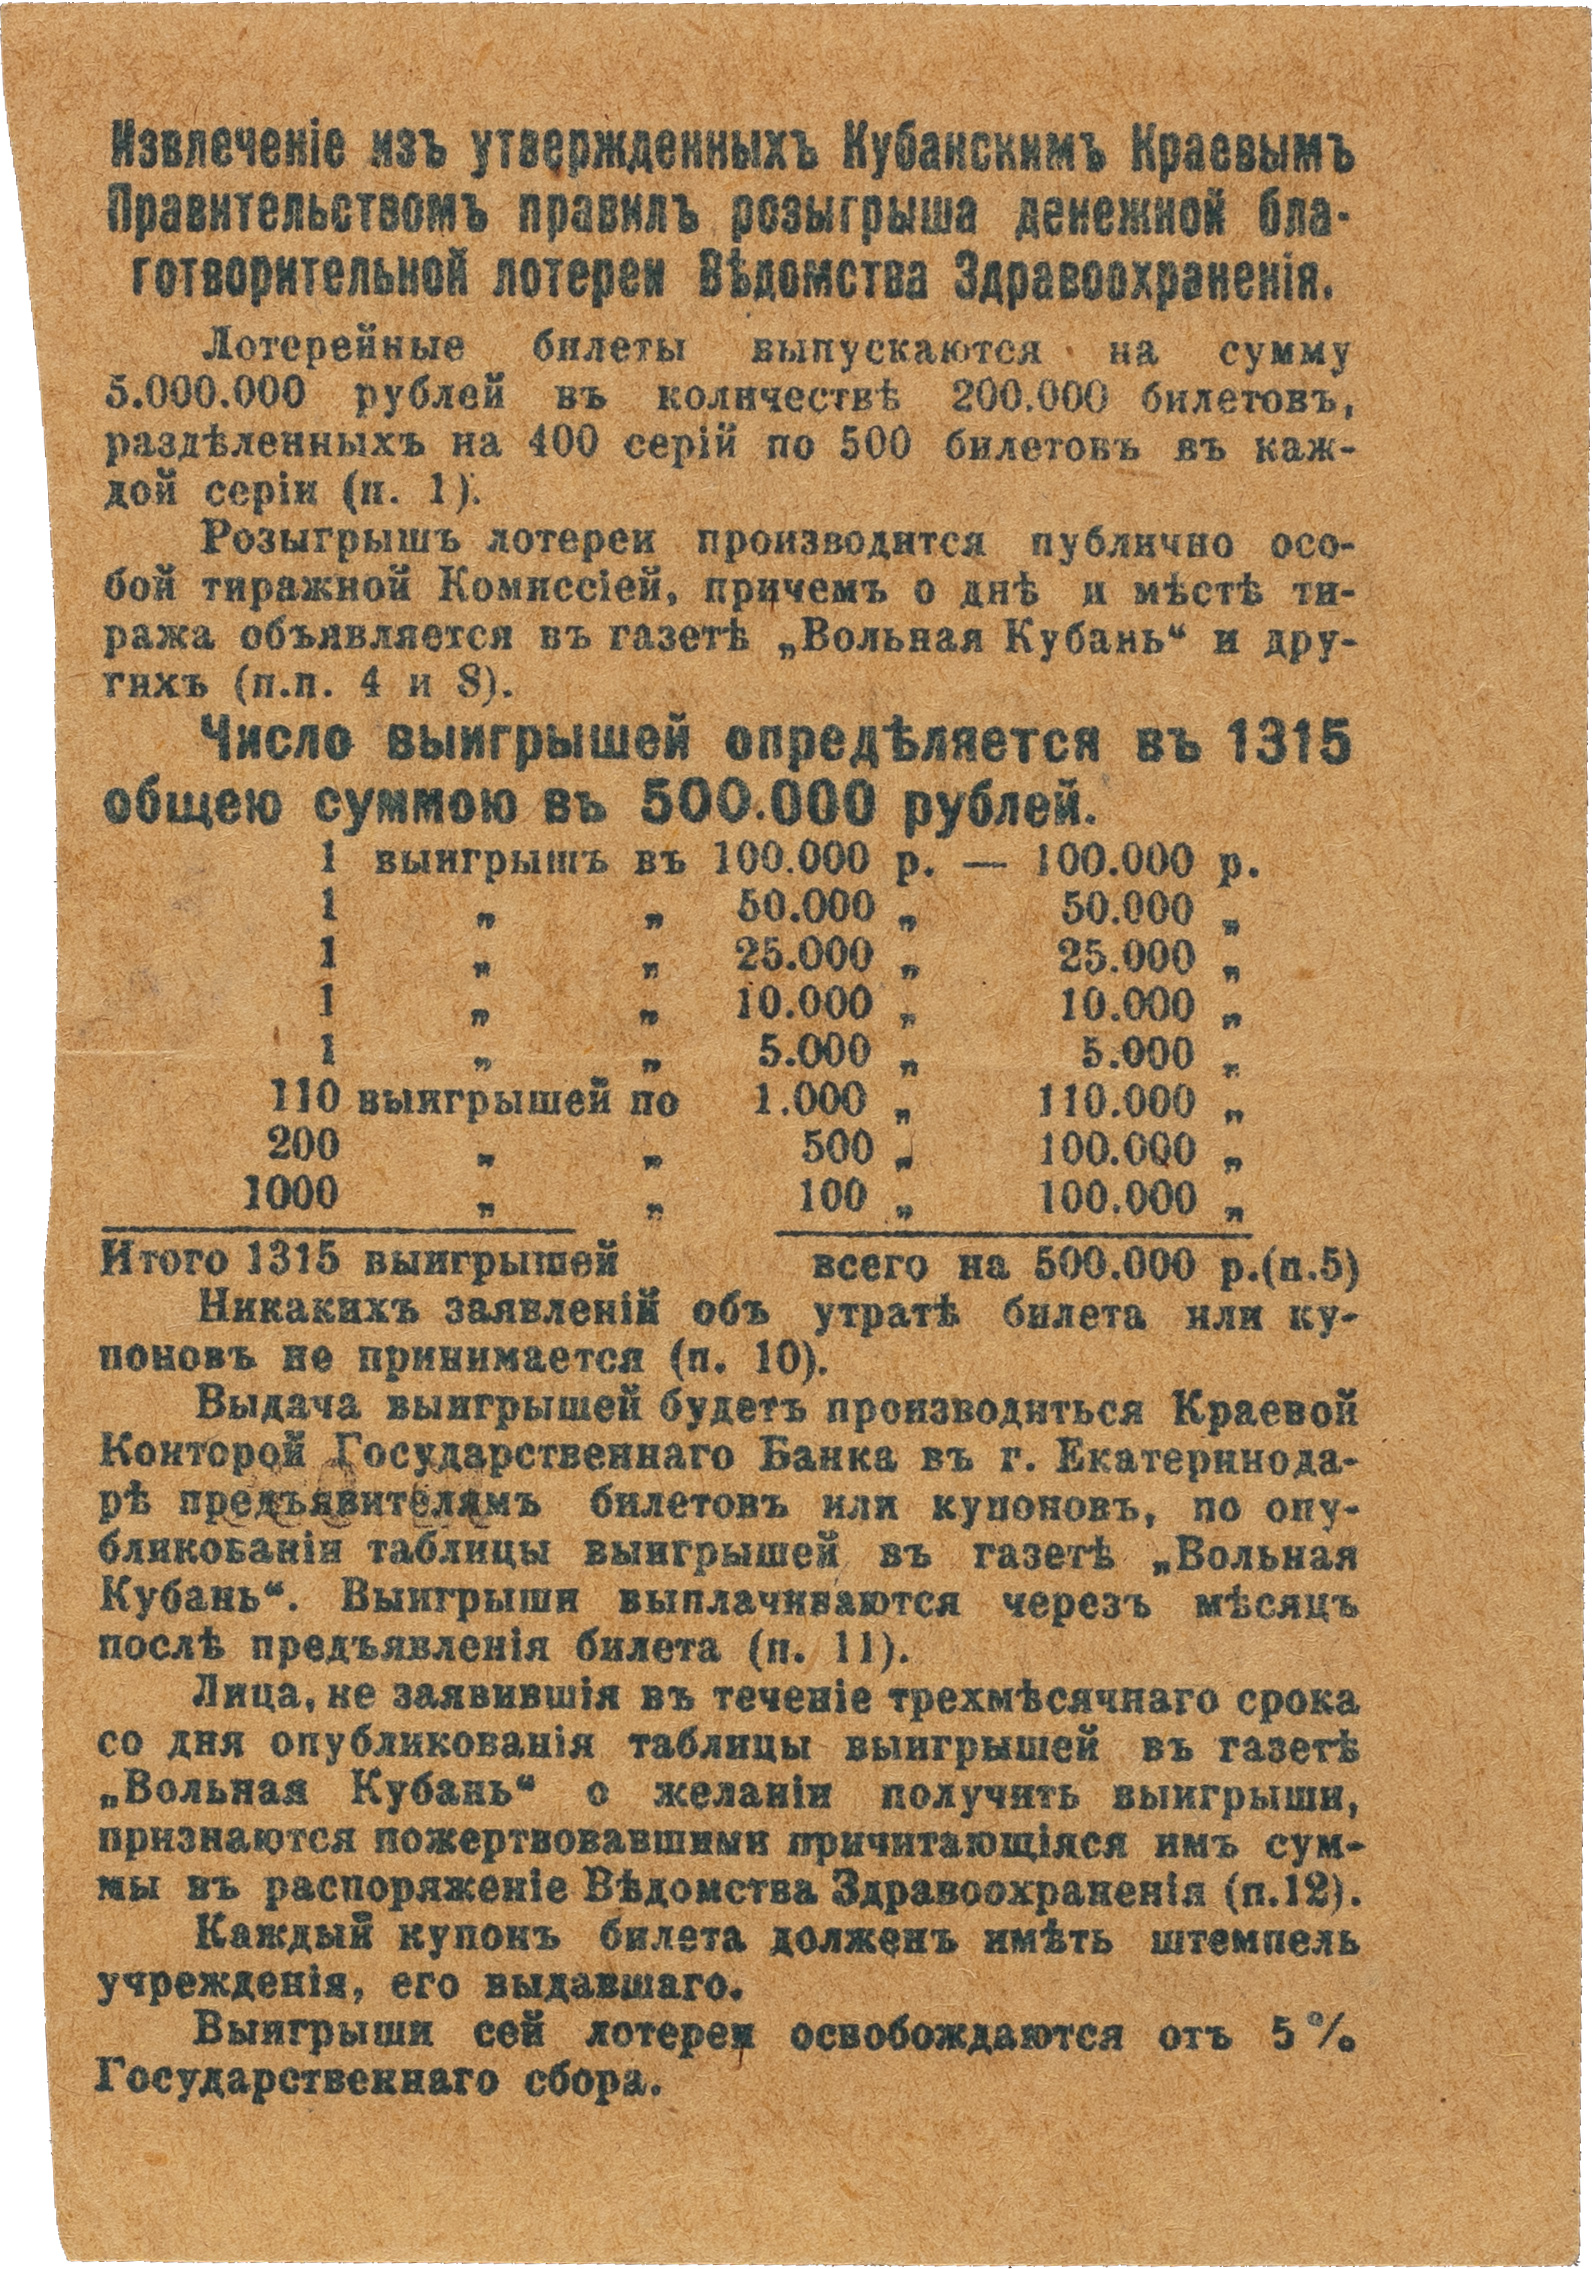 Извлеченіе изъ утвержденныхъ Кубанскимъ Краевымъ
Правительствомъ правилъ розыгрыша денежной бла-
готворительной лотереи Вѣдомства Здравоохраненія.
Лотерейные билеты выпускаются на сумму
5.000.000 рублей въ количествѣ 200.000 билетовъ,
раздѣленныхъ на 400 серій по 500 билетовъ въ каж-
дой серіи (п. 1).
Розыгрышъ лотереи производится публично осо-
бой тиражной Комиссіей, причемъ о днѣ и мѣстѣ ти-
ража объявляется въ газетѣ „Вольная Кубань“ и дру-
гихъ (п.п. 4 и 8).
Число выигрышей опредѣляется въ 1315
общею суммою въ 500.000 рублей.
1 выигрышъ въ 100.000 р. — 100.000 р.
1 „ „ 50.000 „ 50.000 „
1 „ „ 25.000 „ 25.000 „
1 „ „ 10.000 „ 10.000 „
1 „ „ 5.000 „ 5.000 „
110 выигрышей по 1.000 „ 110.000 „
200 „ „ 500 „ 100.000 „
1000 „ „ 100 „ 100.000 „
Итого 1315 выигрышей всего на 500.000 р.(п.5)
Никакихъ заявленій объ утратѣ билета или ку-
поновъ не принимается (п. 10).
Выдача выигрышей будетъ производиться Краевой
Конторой Государственнаго Банка въ г. Екатеринода-
рѣ предъявителямъ билетовъ или купоновъ, по опу-
бликованіи таблицы выигрышей въ газетѣ „Вольная
Кубань“. Выигрыши выплачиваются черезъ мѣсяцъ
послѣ предъявленія билета (п. 11).
Лица, не заявившія въ теченіе трехмѣсячнаго срока
со дня опубликованія таблицы выигрышей въ газетѣ
„Вольная Кубань“ о желаніи получить выигрыши,
признаются пожертвовавшими причитающіяся имъ сум-
мы въ распоряженіе Вѣдомства Здравоохраненія (п.12).
Каждый купонъ билета долженъ имѣть штемпель
учрежденія, его выдавшаго.
Выигрыши сей лотереи освобождаются отъ 5%
Государственнаго сбора.